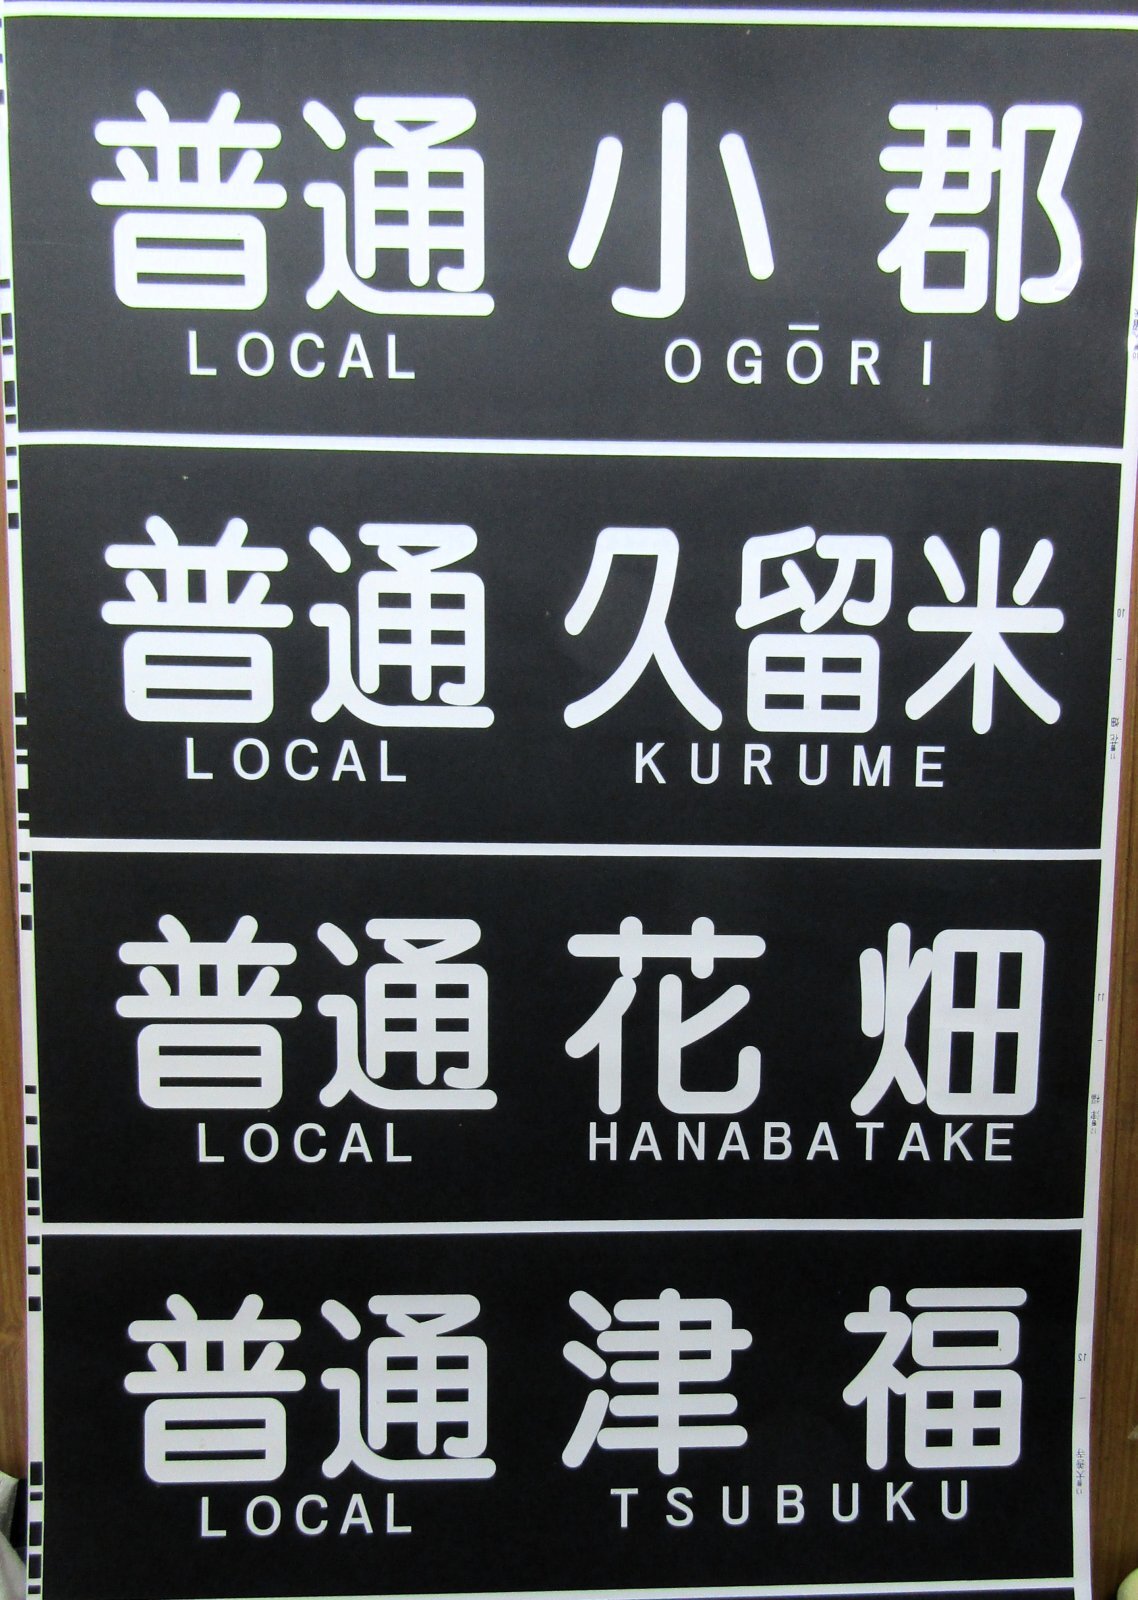 普通 小郡
LOCAL OGŌRI
普通 久留米
LOCAL KURUME
普通 花畑
LOCAL HANABATAKE
普通 津福
LOCAL TSUBUKU